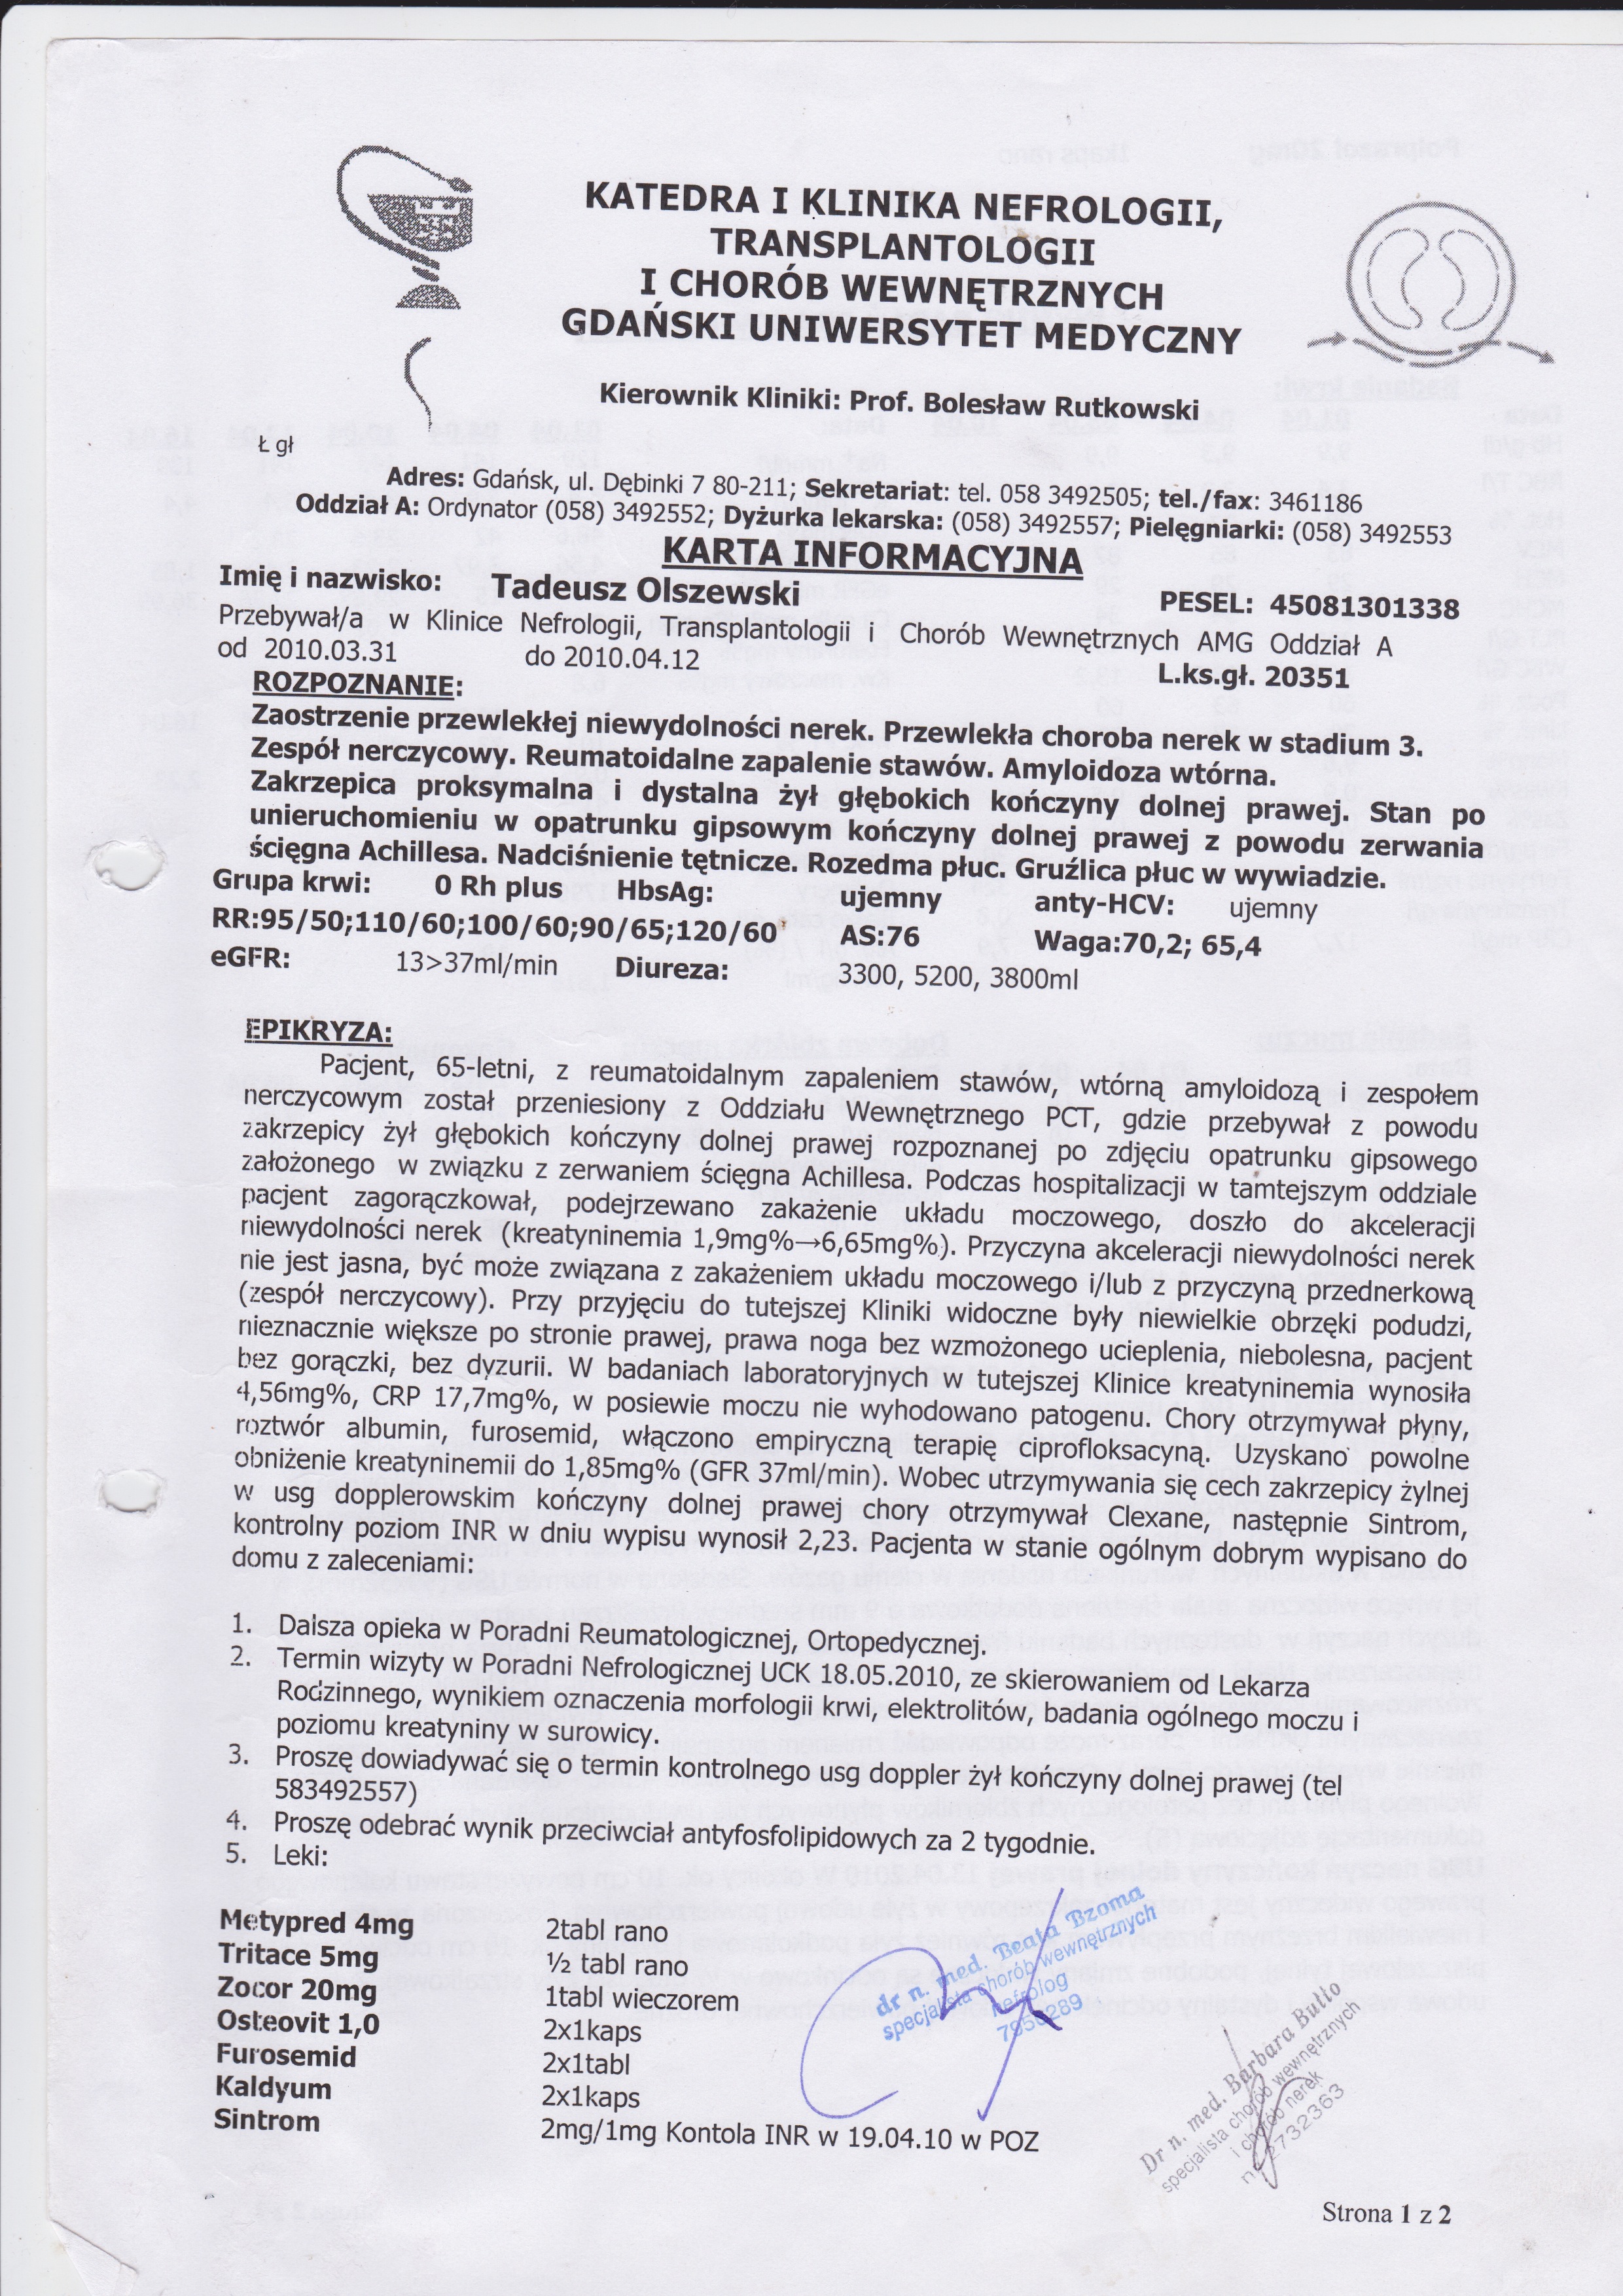 KATEDRA I KLINIKA NEFROLOGII,
TRANSPLANTOLOGII
I CHORÓB WEWNĘTRZNYCH
GDAŃSKI UNIWERSYTET MEDYCZNY
Kierownik Kliniki: Prof. Bolesław Rutkowski
Ł gł
Adres: Gdańsk, ul. Dębinki 7 80-211; Sekretariat: tel. 058 3492505; tel./fax: 3461186
Oddział A: Ordynator (058) 3492552; Dyżurka lekarska: (058) 3492557; Pielęgniarki: (058) 3492553
KARTA INFORMACYJNA
Imię i nazwisko: Tadeusz Olszewski PESEL: 45081301338
Przebywał/a w Klinice Nefrologii, Transplantologii i Chorób Wewnętrznych AMG Oddział A
od 2010.03.31 do 2010.04.12 L.ks.gł. 20351
ROZPOZNANIE:
Zaostrzenie przewlekłej niewydolności nerek. Przewlekła choroba nerek w stadium 3.
Zespół nerczycowy. Reumatoidalne zapalenie stawów. Amyloidoza wtórna.
Zakrzepica proksymalna i dystalna żył głębokich kończyny dolnej prawej. Stan po
unieruchomieniu w opatrunku gipsowym kończyny dolnej prawej z powodu zerwania
ścięgna Achillesa. Nadciśnienie tętnicze. Rozedma płuc. Gruźlica płuc w wywiadzie.
Grupa krwi: 0 Rh plus HbsAg: ujemny anty-HCV: ujemny
RR:95/50;110/60;100/60;90/65;120/60 AS:76 Waga:70,2; 65,4
eGFR: 13>37ml/min Diureza: 3300, 5200, 3800ml
EPIKRYZA:
Pacjent, 65-letni, z reumatoidalnym zapaleniem stawów, wtórną amyloidozą i zespołem
nerczycowym został przeniesiony z Oddziału Wewnętrznego PCT, gdzie przebywał z powodu
zakrzepicy żył głębokich kończyny dolnej prawej rozpoznanej po zdjęciu opatrunku gipsowego
założonego w związku z zerwaniem ścięgna Achillesa. Podczas hospitalizacji w tamtejszym oddziale
pacjent zagorączkował, podejrzewano zakażenie układu moczowego, doszło do akceleracji
niewydolności nerek (kreatyninemia 1,9mg%→6,65mg%). Przyczyna akceleracji niewydolności nerek
nie jest jasna, być może związana z zakażeniem układu moczowego i/lub z przyczyną przednerkową
(zespół nerczycowy). Przy przyjęciu do tutejszej Kliniki widoczne były niewielkie obrzęki podudzi,
nieznacznie większe po stronie prawej, prawa noga bez wzmożonego ucieplenia, niebolesna, pacjent
bez gorączki, bez dyzurii. W badaniach laboratoryjnych w tutejszej Klinice kreatyninemia wynosiła
4,56mg%, CRP 17,7mg%, w posiewie moczu nie wyhodowano patogenu. Chory otrzymywał płyny,
roztwór albumin, furosemid, włączono empiryczną terapię ciprofloksacyną. Uzyskano powolne
obniżenie kreatyninemii do 1,85mg% (GFR 37ml/min). Wobec utrzymywania się cech zakrzepicy żylnej
w usg dopplerowskim kończyny dolnej prawej chory otrzymywał Clexane, następnie Sintrom,
kontrolny poziom INR w dniu wypisu wynosił 2,23. Pacjenta w stanie ogólnym dobrym wypisano do
domu z zaleceniami:
1. Dalsza opieka w Poradni Reumatologicznej, Ortopedycznej.
2. Termin wizyty w Poradni Nefrologicznej UCK 18.05.2010, ze skierowaniem od Lekarza
Rodzinnego, wynikiem oznaczenia morfologii krwi, elektrolitów, badania ogólnego moczu i
poziomu kreatyniny w surowicy.
3. Proszę dowiadywać się o termin kontrolnego usg doppler żył kończyny dolnej prawej (tel
583492557)
4. Proszę odebrać wynik przeciwciał antyfosfolipidowych za 2 tygodnie.
5. Leki:
Metypred 4mg 2tabl rano
Tritace 5mg ½ tabl rano
Zocor 20mg 1tabl wieczorem
Osteovit 1,0 2x1kaps
Furosemid 2x1tabl
Kaldyum 2x1kaps
Sintrom 2mg/1mg Kontola INR w 19.04.10 w POZ
dr n. med. Beata Bzoma
specjalista chorób wewnętrznych
nefrolog
Dr n. med. Barbara Bułło
specjalista chorób wewnętrznych
i chorób nerek
nr 2732363
Strona 1 z 2